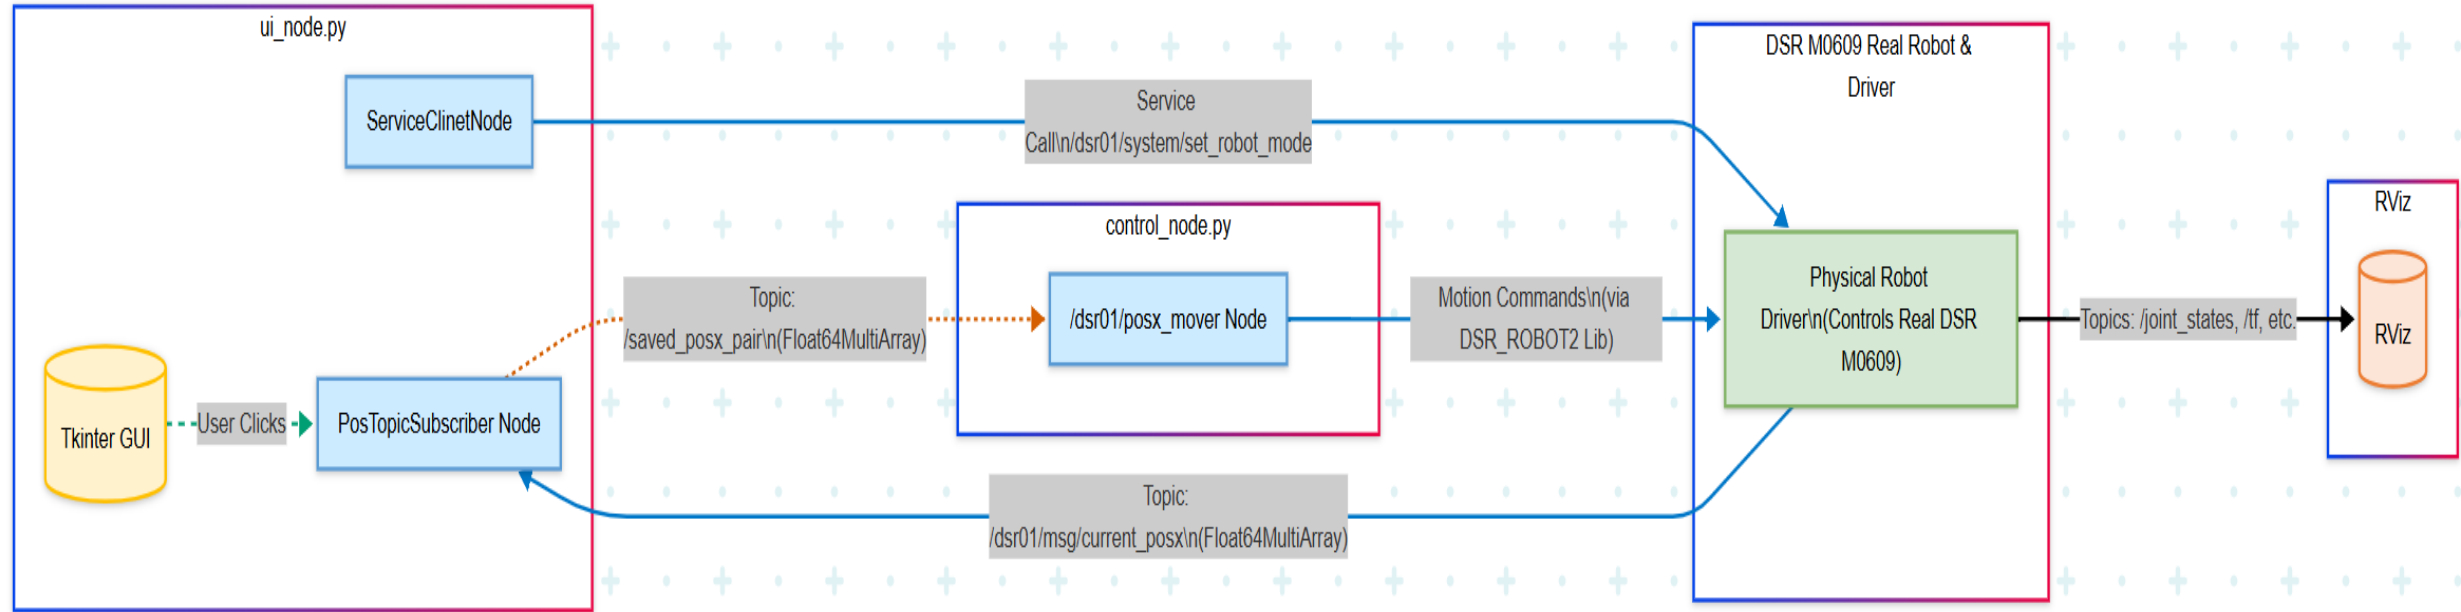 ui_node.py
ServiceClinetNode
Tkinter GUI
User Clicks
PosTopicSubscriber Node
Service
Call\n/dsr01/system/set_robot_mode
Topic:
/saved_posx_pair\n(Float64MultiArray)
control_node.py
/dsr01/posx_mover Node
Motion Commands\n(via
DSR_ROBOT2 Lib)
Topic:
/dsr01/msg/current_posx\n(Float64MultiArray)
DSR M0609 Real Robot &
Driver
Physical Robot
Driver\n(Controls Real DSR
M0609)
Topics: /joint_states, /tf, etc.
RViz
RViz